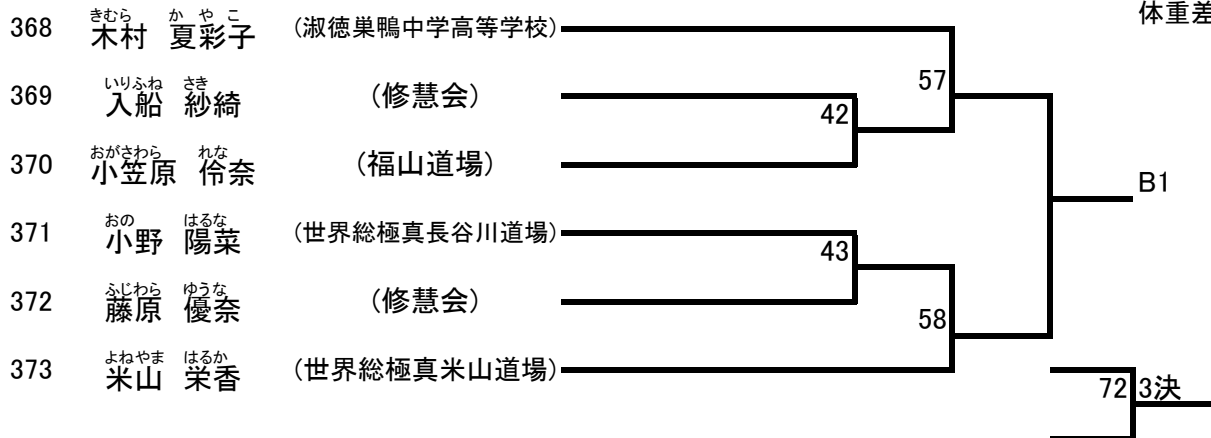 体重差
きむら かやこ
368 木村 夏彩子 (淑徳巣鴨中学高等学校)
57
いりふね さき
369 入船 紗綺 (修慧会)
42
おがさわら れな
370 小笠原 伶奈 (福山道場)
B1
おの はるな
371 小野 陽菜 (世界総極真長谷川道場)
43
ふじわら ゆうな
372 藤原 優奈 (修慧会)
58
よねやま はるか
373 米山 栄香 (世界総極真米山道場)
72 3決